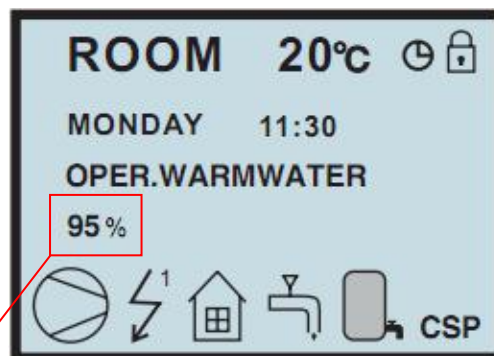 ROOM 20°C
MONDAY 11:30
OPER.WARMWATER
95%
1
CSP